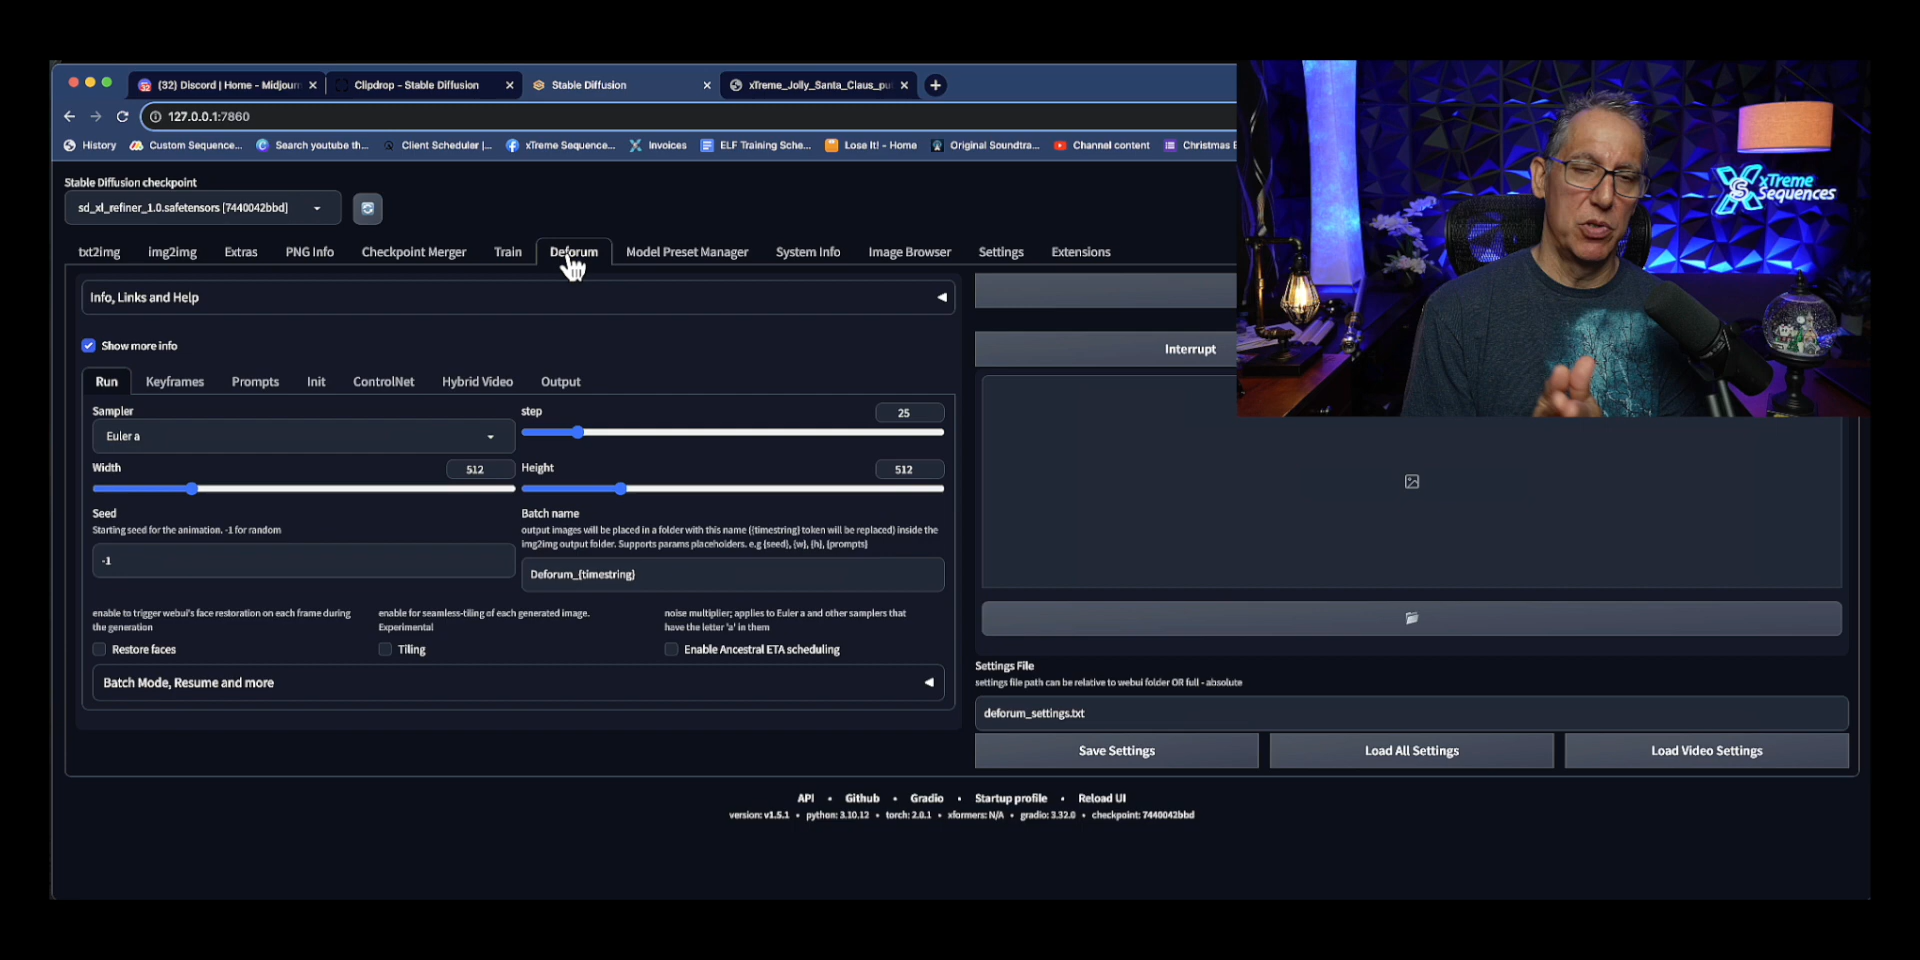 (32) Discord | Home - Midjourn
Clipdrop - Stable Diffusion
Stable Diffusion
xTreme_Jolly_Santa_Claus_pu
127.0.0.1:7860
History
Custom Sequence...
Search youtube th...
Client Scheduler |...
xTreme Sequence...
Invoices
ELF Training Sche...
Lose It! - Home
Original Soundtra...
Channel content
Christmas E
xTreme
Sequences
Stable Diffusion checkpoint
sd_xl_refiner_1.0.safetensors [7440042bbd]
txt2img
img2img
Extras
PNG Info
Checkpoint Merger
Train
Deforum
Model Preset Manager
System Info
Image Browser
Settings
Extensions
Info, Links and Help
Show more info
Interrupt
Run
Keyframes
Prompts
Init
ControlNet
Hybrid Video
Output
Sampler
step
25
Euler a
Width
512
Height
512
Seed
Starting seed for the animation. -1 for random
-1
Batch name
output images will be placed in a folder with this name ({timestring} token will be replaced) inside the
img2img output folder. Supports params placeholders. e.g {seed}, {w}, {h}, {prompts}
Deforum_{timestring}
enable to trigger webui's face restoration on each frame during
the generation
Restore faces
enable for seamless-tiling of each generated image.
Experimental
Tiling
noise multiplier; applies to Euler a and other samplers that
have the letter 'a' in them
Enable Ancestral ETA scheduling
Batch Mode, Resume and more
Settings File
settings file path can be relative to webui folder OR full - absolute
deforum_settings.txt
Save Settings
Load All Settings
Load Video Settings
API • Github • Gradio • Startup profile • Reload UI
version: v1.5.1 • python: 3.10.12 • torch: 2.0.1 • xformers: N/A • gradio: 3.32.0 • checkpoint: 7440042bbd